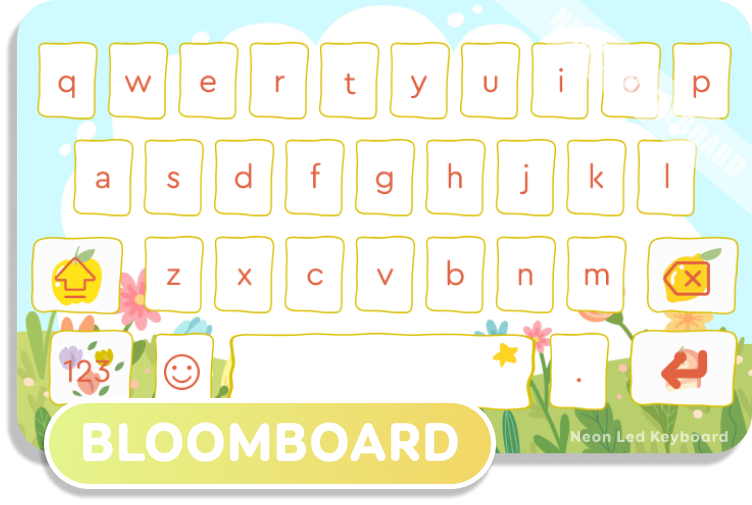 q w e r t y u i o p
a s d f g h j k l
z x c v b n m
123 .
BLOOMBOARD
Neon Led Keyboard